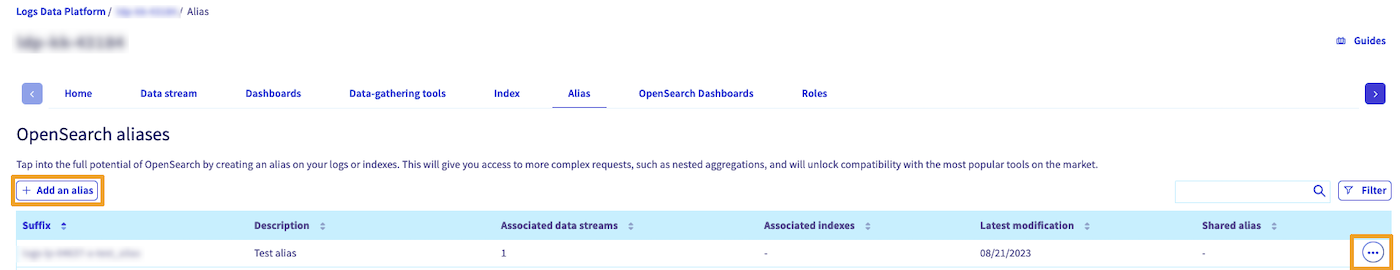 Logs Data Platform / / Alias
Guides
Home Data stream Dashboards Data-gathering tools Index Alias OpenSearch Dashboards Roles
OpenSearch aliases
Tap into the full potential of OpenSearch by creating an alias on your logs or indexes. This will give you access to more complex requests, such as nested aggregations, and will unlock compatibility with the most popular tools on the market.
+ Add an alias Filter
Suffix Description Associated data streams Associated indexes Latest modification Shared alias
Test alias 1 - 08/21/2023 -